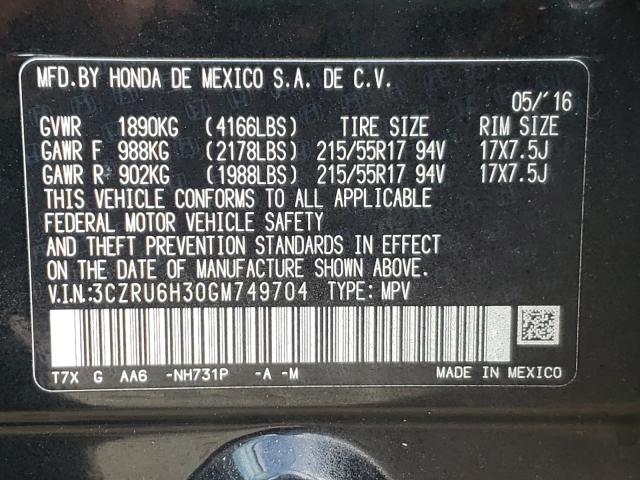 MFD.BY HONDA DE MEXICO S.A. DE C.V.
05/'16
GVWR 1890KG (4166LBS) TIRE SIZE RIM SIZE
GAWR F 988KG (2178LBS) 215/55R17 94V 17X7.5J
GAWR R 902KG (1988LBS) 215/55R17 94V 17X7.5J
THIS VEHICLE CONFORMS TO ALL APPLICABLE
FEDERAL MOTOR VEHICLE SAFETY
AND THEFT PREVENTION STANDARDS IN EFFECT
ON THE DATE OF MANUFACTURE SHOWN ABOVE.
V.I.N.:3CZRU6H30GM749704 TYPE: MPV
T7X G AA6 -NH731P -A -M MADE IN MEXICO